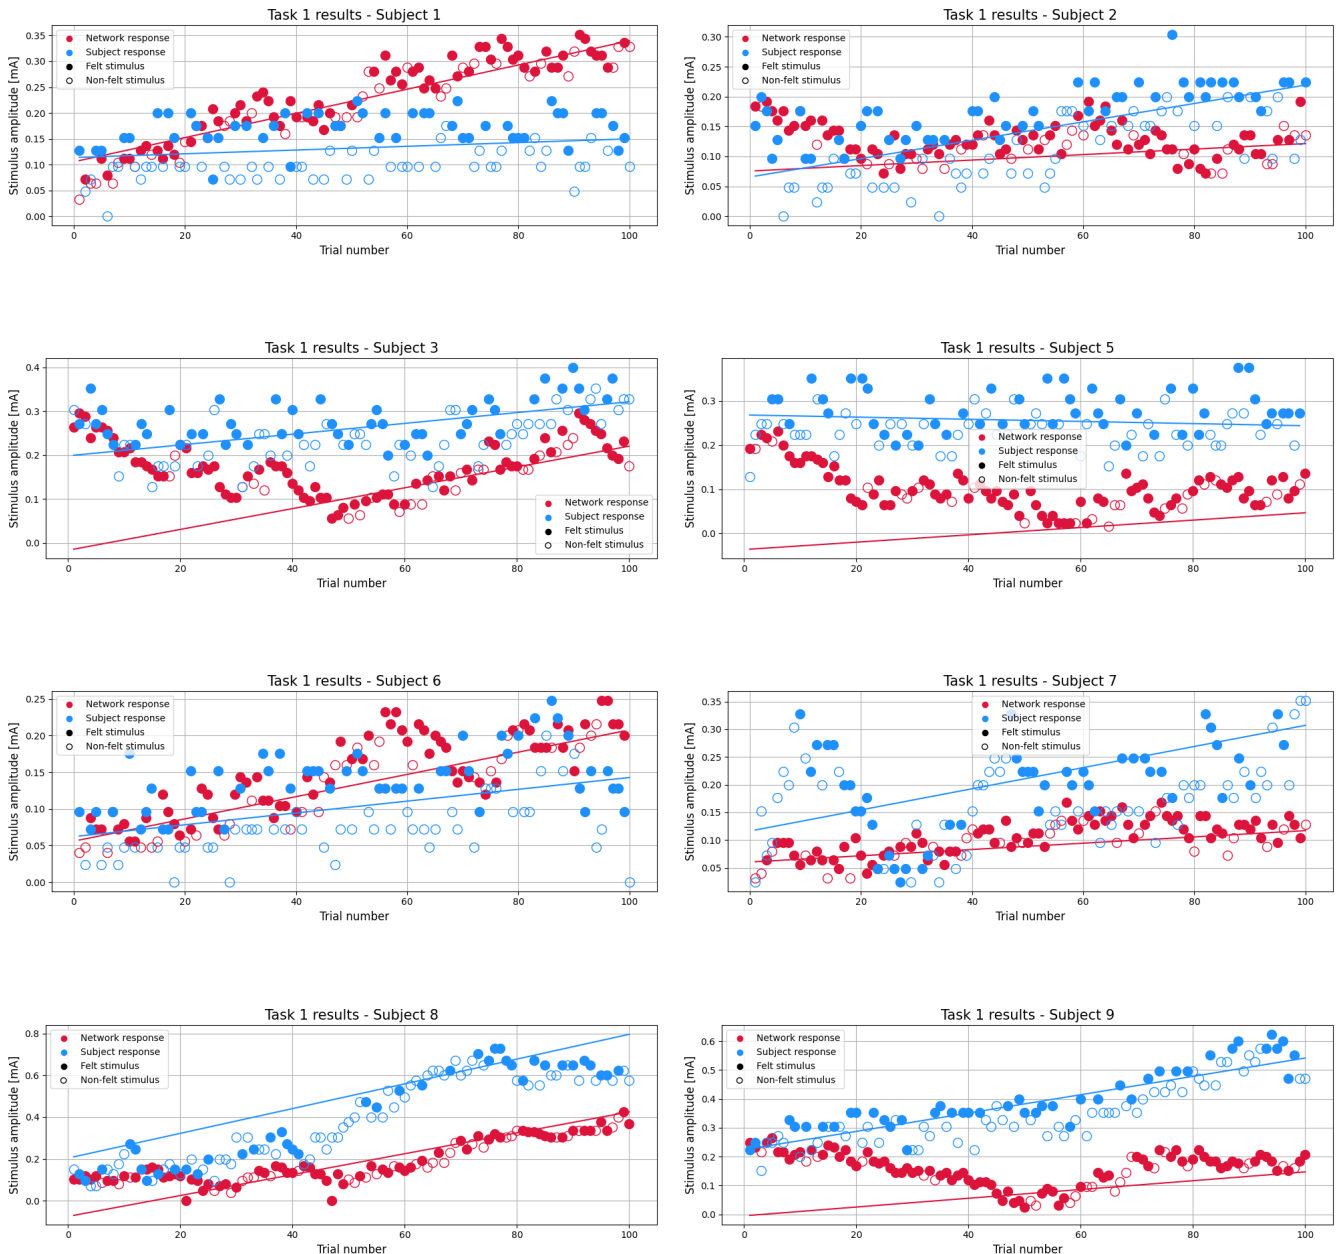 Task 1 results - Subject 1
Stimulus amplitude [mA]
0.35
0.30
0.25
0.20
0.15
0.10
0.05
0.00
Network response
Subject response
Felt stimulus
Non-felt stimulus
0 20 40 60 80 100
Trial number
Task 1 results - Subject 2
Stimulus amplitude [mA]
0.30
0.25
0.20
0.15
0.10
0.05
0.00
Network response
Subject response
Felt stimulus
Non-felt stimulus
0 20 40 60 80 100
Trial number
Task 1 results - Subject 3
Stimulus amplitude [mA]
0.4
0.3
0.2
0.1
0.0
Network response
Subject response
Felt stimulus
Non-felt stimulus
0 20 40 60 80 100
Trial number
Task 1 results - Subject 5
Stimulus amplitude [mA]
0.3
0.2
0.1
0.0
Network response
Subject response
Felt stimulus
Non-felt stimulus
0 20 40 60 80 100
Trial number
Task 1 results - Subject 6
Stimulus amplitude [mA]
0.25
0.20
0.15
0.10
0.05
0.00
Network response
Subject response
Felt stimulus
Non-felt stimulus
0 20 40 60 80 100
Trial number
Task 1 results - Subject 7
Stimulus amplitude [mA]
0.35
0.30
0.25
0.20
0.15
0.10
0.05
Network response
Subject response
Felt stimulus
Non-felt stimulus
0 20 40 60 80 100
Trial number
Task 1 results - Subject 8
Stimulus amplitude [mA]
0.8
0.6
0.4
0.2
0.0
Network response
Subject response
Felt stimulus
Non-felt stimulus
0 20 40 60 80 100
Trial number
Task 1 results - Subject 9
Stimulus amplitude [mA]
0.6
0.5
0.4
0.3
0.2
0.1
0.0
Network response
Subject response
Felt stimulus
Non-felt stimulus
0 20 40 60 80 100
Trial number